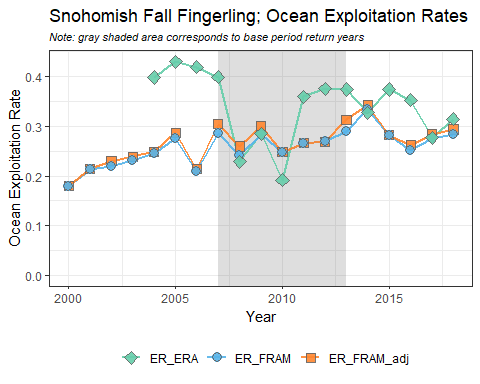 Snohomish Fall Fingerling; Ocean Exploitation Rates
Note: gray shaded area corresponds to base period return years
Ocean Exploitation Rate
0.4
0.3
0.2
0.1
0.0
2000 2005 2010 2015
Year
ER_ERA ER_FRAM ER_FRAM_adj